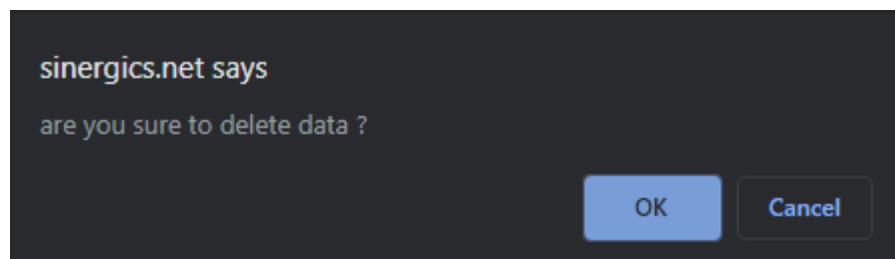 sinergics.net says
are you sure to delete data ?
OK Cancel